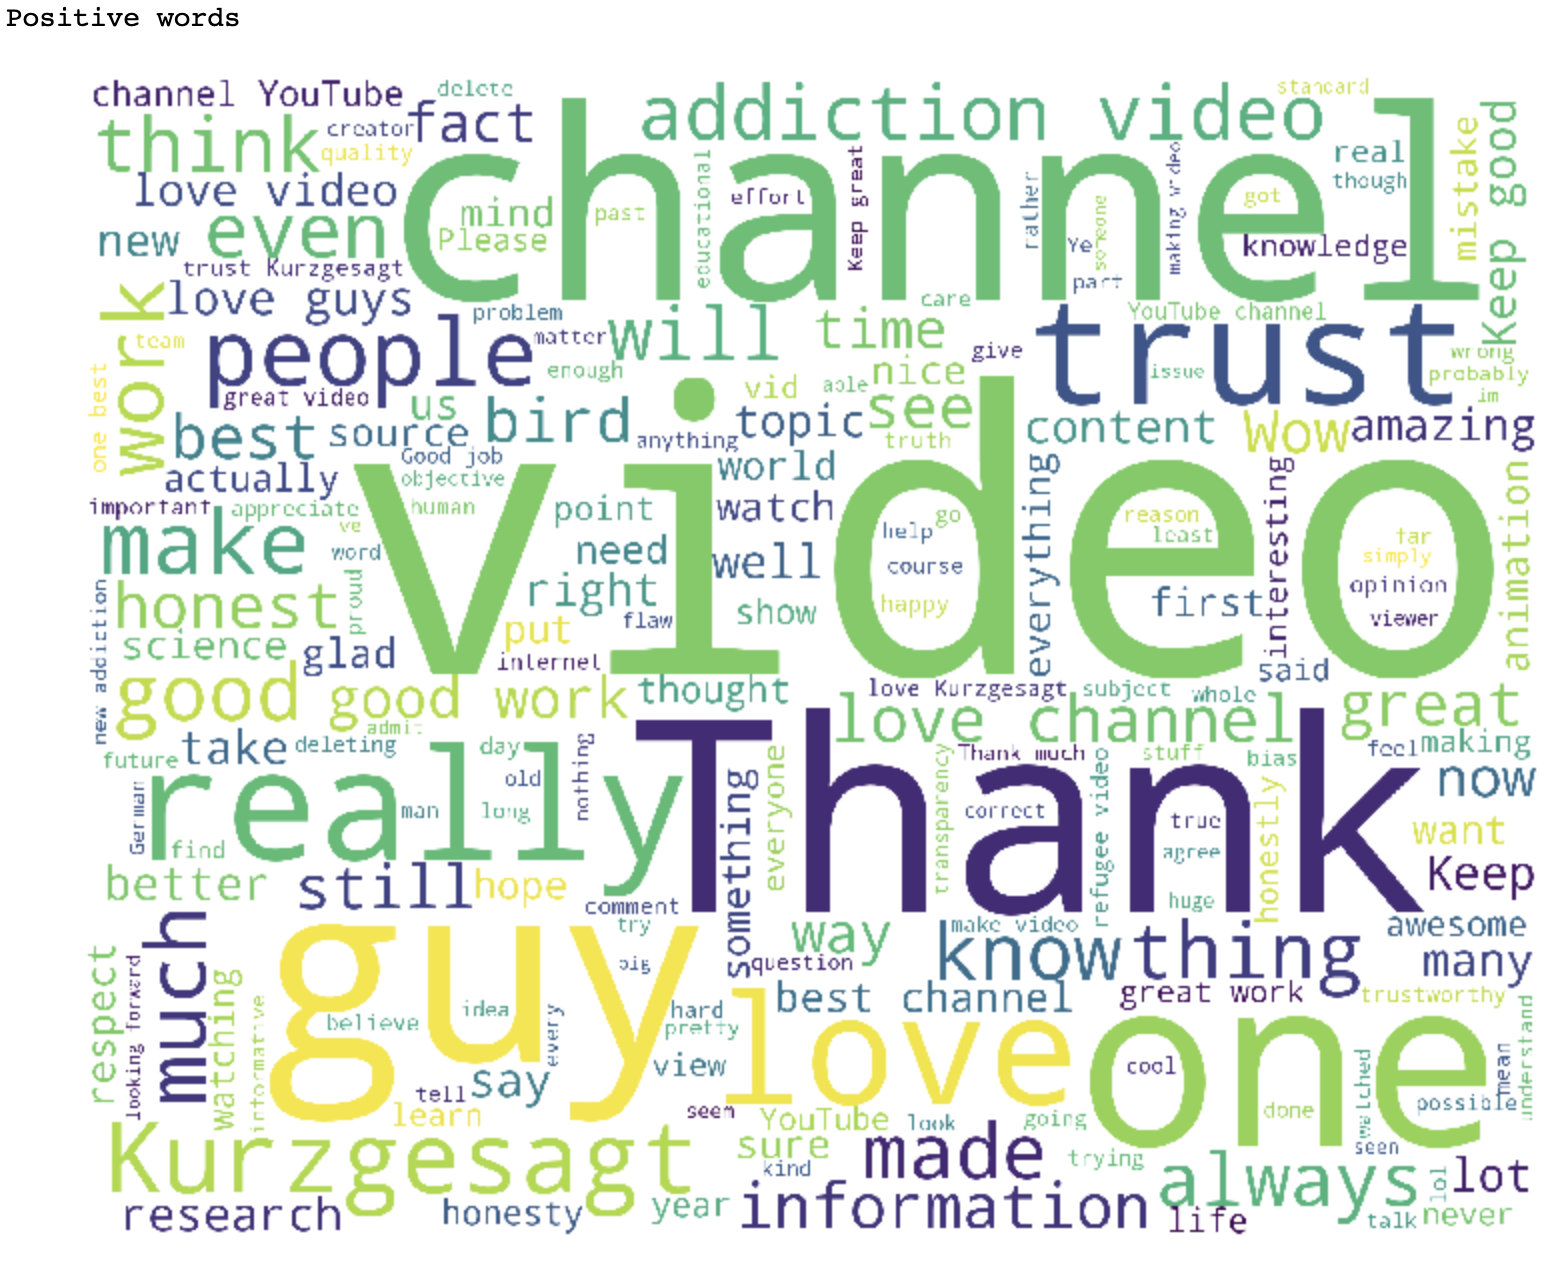 Positive words
channel YouTube
delete
addiction video
standard
think
creator
fact
channel
quality
real
though
mistake
Keep good
love video
mind
past
educational
effort
Keep great
rather
someone
making video
got
new
even
Please
Ye
knowledge
trust Kurzgesagt
part
work
love guys
problem
care
YouTube channel
team
people
matter
will
time
trust
give
wrong
one best
enough
nice
issue
probably
great video
us
vid
able
see
im
best
source
bird
topic
content
Wow
amazing
anything
truth
actually
Good job
video
world
objective
everything
interesting
animation
important
appreciate
human
point
watch
go
reason
ve
help
least
far
make
word
need
well
course
simply
new addiction
honest
proud
right
happy
first
opinion
flaw
show
viewer
science
put
glad
internet
said
good
good work
thought
love Kurzgesagt
subject
whole
love channel
great
admit
future
take
deleting
day
nothing
Thank
Thank much
stuff
bias
feel
making
really
old
something
everyone
transparency
refugee video
now
German
man
long
correct
true
honestly
want
find
agree
better
still
hope
Keep
huge
comment
much
guy
try
way
make video
know
thing
awesome
big
question
many
respect
looking forward
watching
best channel
great work
trustworthy
informative
believe
idea
every
hard
pretty
love
one
understand
view
cool
mean
say
tell
watched
possible
learn
seem
YouTube
look
going
done
Kurzgesagt
sure
made
trying
seen
kind
always
lol
lot
research
honesty
year
information
life
talk
never